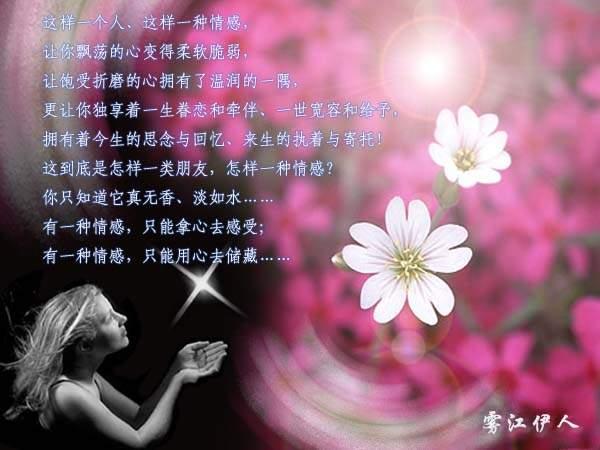 这样一个人、这样一种情感，
让你飘荡的心变得柔软脆弱，
让饱受折磨的心拥有了温润的一隅，
更让你独享着一生眷恋和牵伴、一世宽容和给予，
拥有着今生的思念与回忆、来生的执着与寄托！
这到底是怎样一类朋友，怎样一种情感？
你只知道它真无香、淡如水……
有一种情感，只能拿心去感受；
有一种情感，只能用心去储藏……
雾江伊人